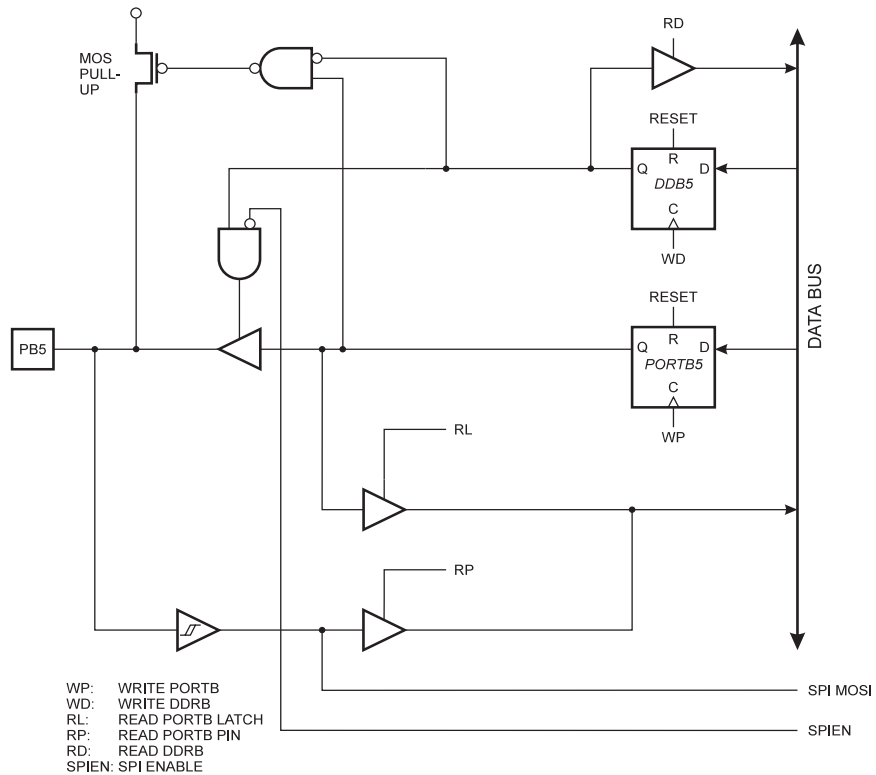 RD
MOS
PULL-
UP
RESET
R
Q
D
DDB5
C
WD
RESET
PB5
R
Q
D
PORTB5
C
WP
DATA BUS
RL
RP
SPI MOSI
WP: WRITE PORTB
WD: WRITE DDRB
RL: READ PORTB LATCH
RP: READ PORTB PIN
RD: READ DDRB
SPIEN: SPI ENABLE
SPIEN